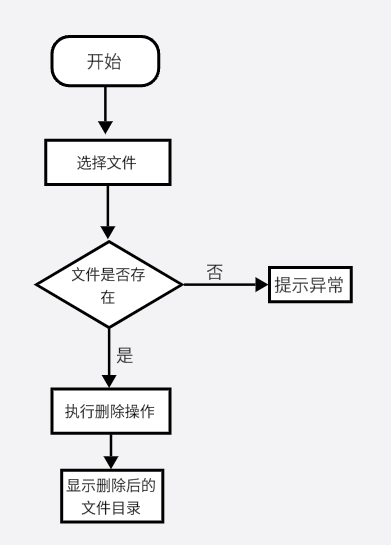 开始
选择文件
文件是否存
在
否
提示异常
是
执行删除操作
显示删除后的
文件目录